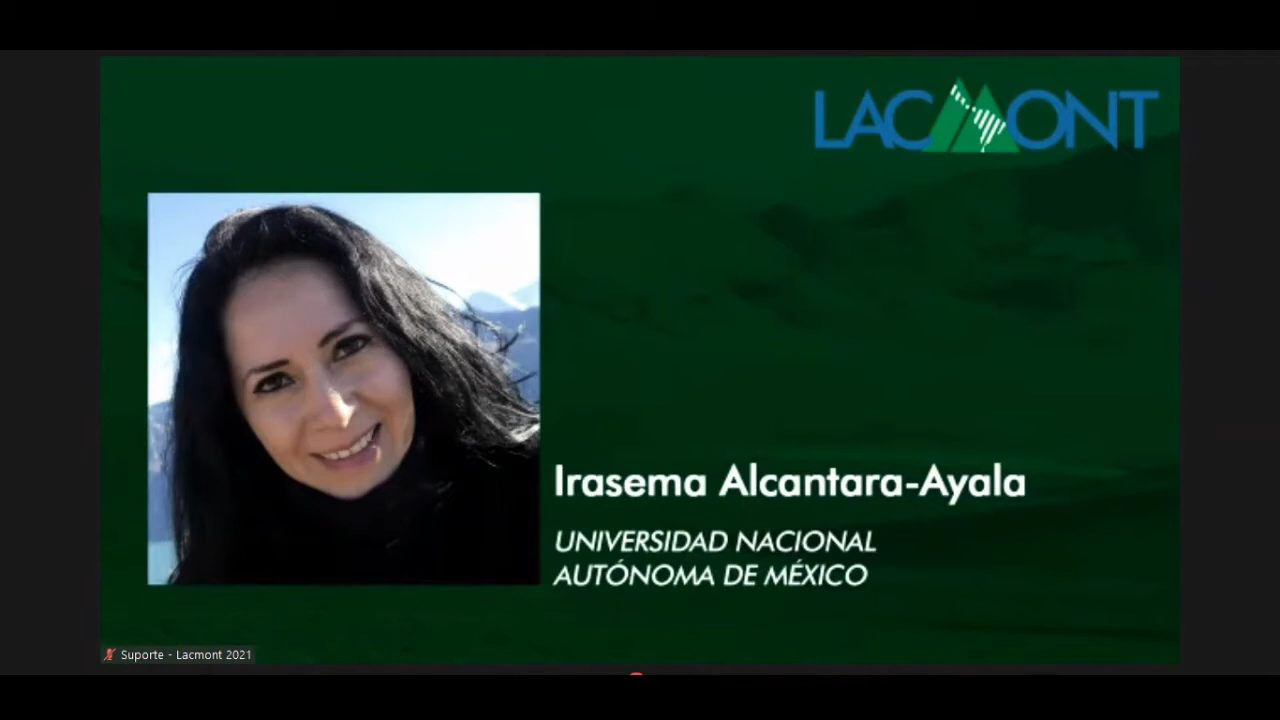 LACMONT
Irasema Alcantara-Ayala
UNIVERSIDAD NACIONAL
AUTÓNOMA DE MÉXICO
Suporte - Lacmont 2021